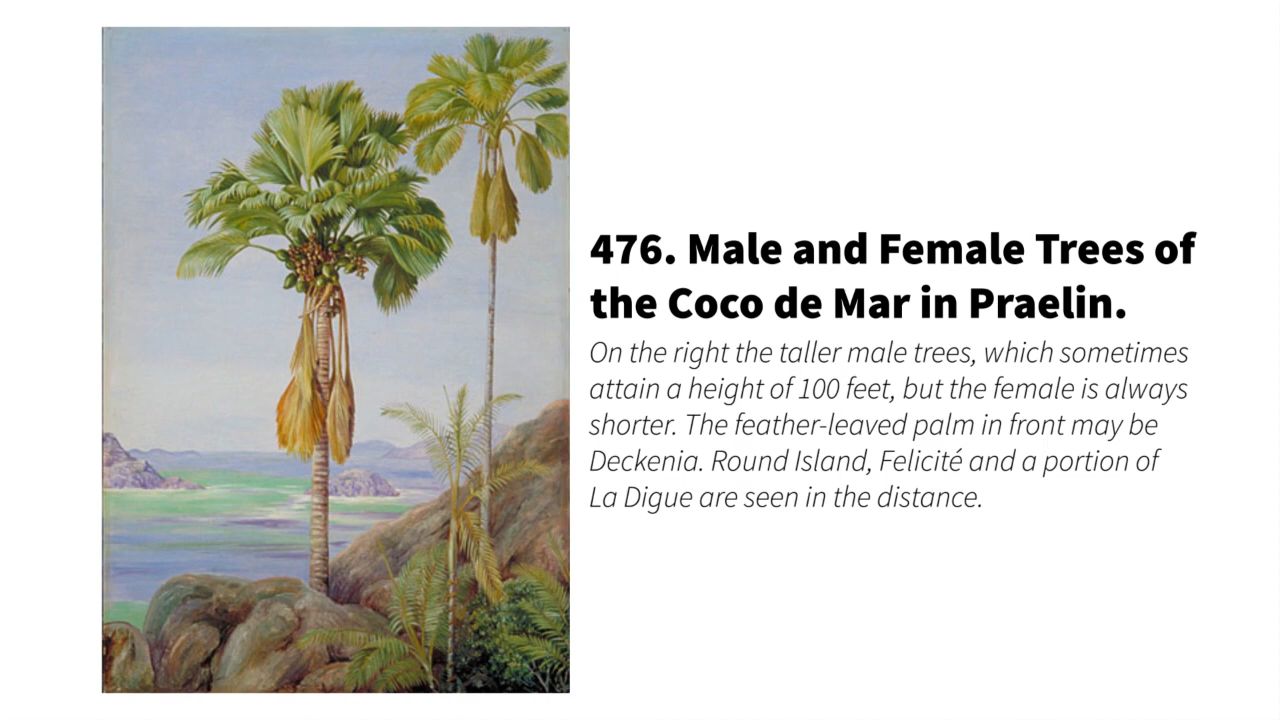 476. Male and Female Trees of
the Coco de Mar in Praelin.
On the right the taller male trees, which sometimes
attain a height of 100 feet, but the female is always
shorter. The feather-leaved palm in front may be
Deckenia. Round Island, Felicité and a portion of
La Digue are seen in the distance.